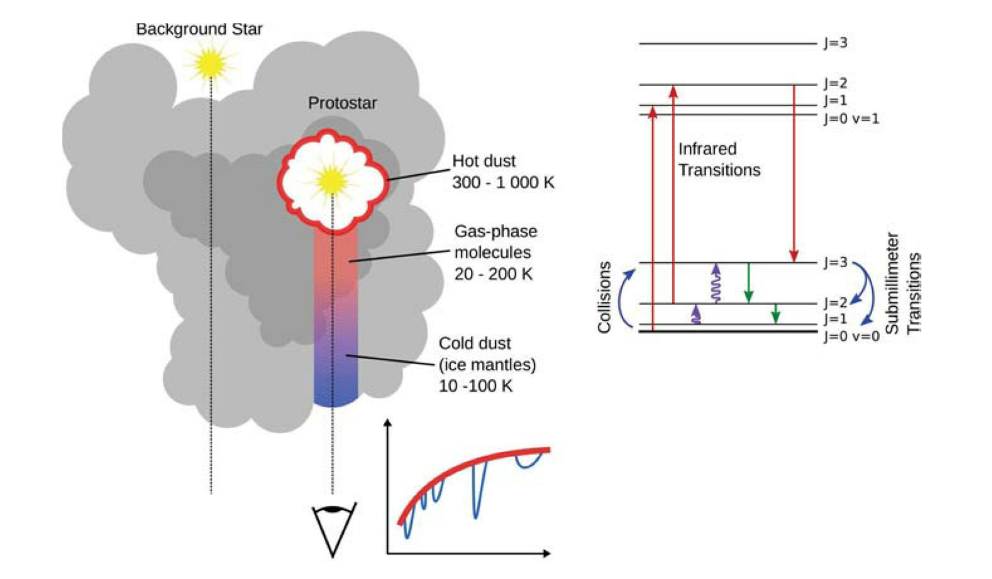 Background Star
Protostar
Hot dust
300 - 1 000 K
Gas-phase
molecules
20 - 200 K
Cold dust
(ice mantles)
10 -100 K
J=3
J=2
J=1
J=0 v=1
Infrared
Transitions
Collisions
J=3
J=2
J=1
J=0 v=0
Submillimeter
Transitions